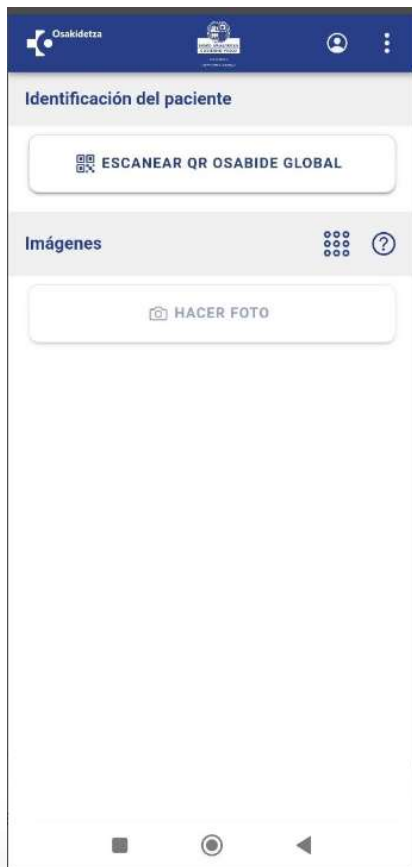 Osakidetza
Identificación del paciente
ESCANEAR QR OSABIDE GLOBAL
Imágenes
?
HACER FOTO